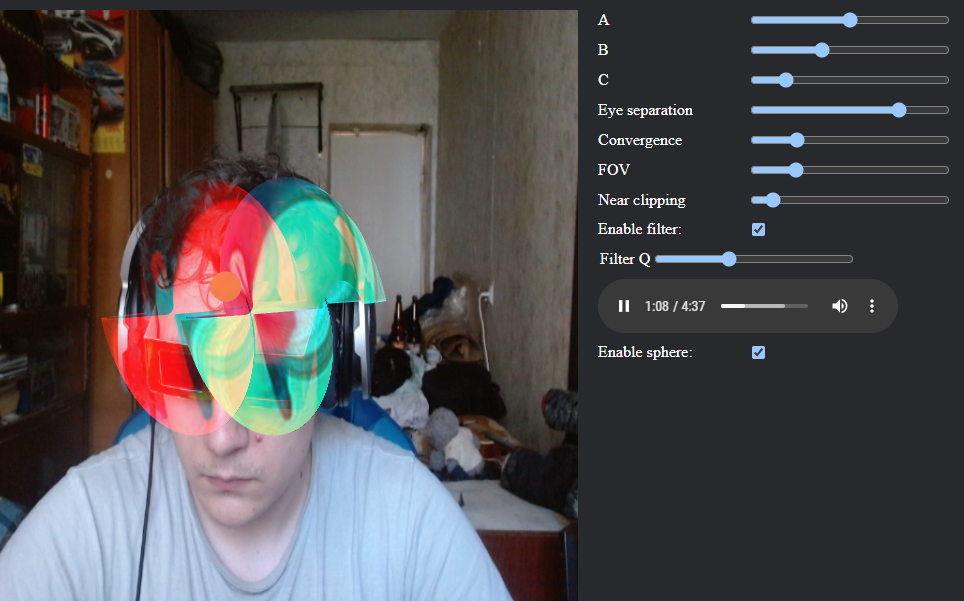 A
B
C
Eye separation
Convergence
FOV
Near clipping
Enable filter:
Filter Q
1:08 / 4:37
Enable sphere: